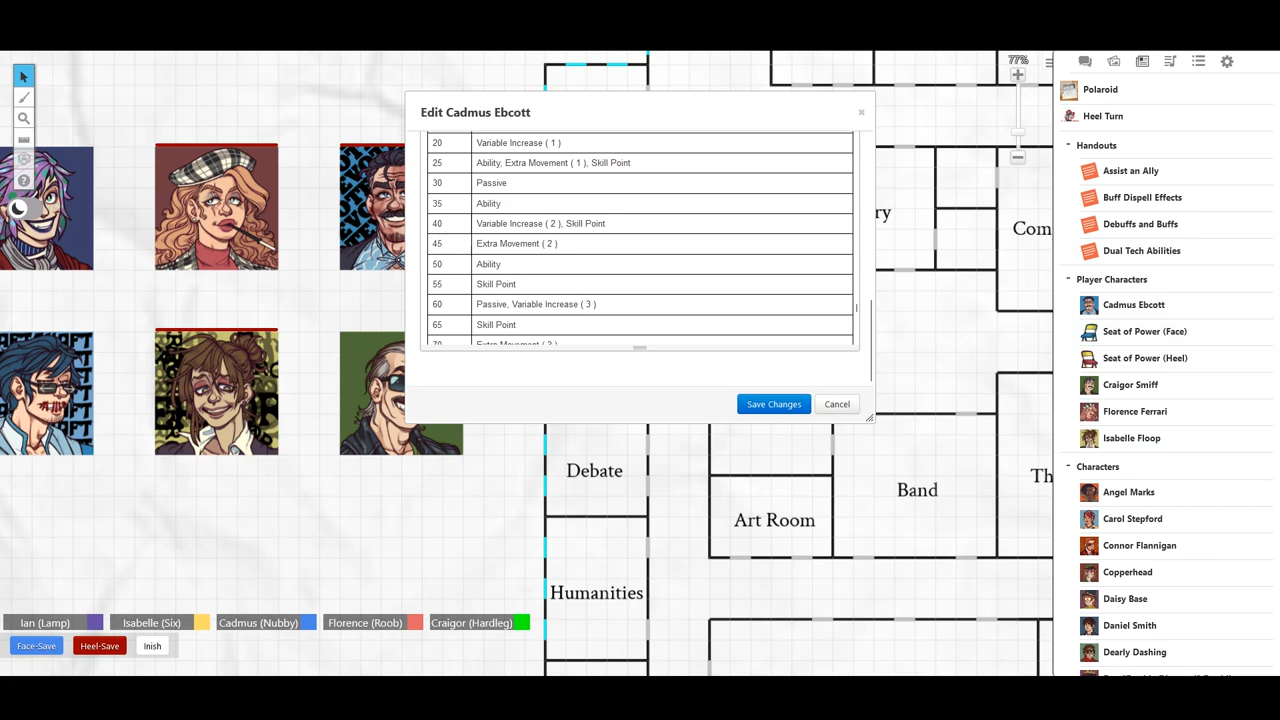 77%
Edit Cadmus Ebcott
×
20 Variable Increase ( 1 )
25 Ability, Extra Movement ( 1 ), Skill Point
30 Passive
35 Ability
40 Variable Increase ( 2 ), Skill Point
45 Extra Movement ( 2 )
50 Ability
55 Skill Point
60 Passive, Variable Increase ( 3 )
65 Skill Point
70 Extra Movement ( 3 )
Save Changes Cancel
ry
Com
Debate
Band
Th
Art Room
Humanities
Ian (Lamp) Isabelle (Six) Cadmus (Nubby) Florence (Roob) Craigor (Hardleg)
Face-Save Heel-Save Inish
Polaroid
Heel Turn
Handouts
Assist an Ally
Buff Dispell Effects
Debuffs and Buffs
Dual Tech Abilities
Player Characters
Cadmus Ebcott
Seat of Power (Face)
Seat of Power (Heel)
Craigor Smiff
Florence Ferrari
Isabelle Floop
Characters
Angel Marks
Carol Stepford
Connor Flannigan
Copperhead
Daisy Base
Daniel Smith
Dearly Dashing